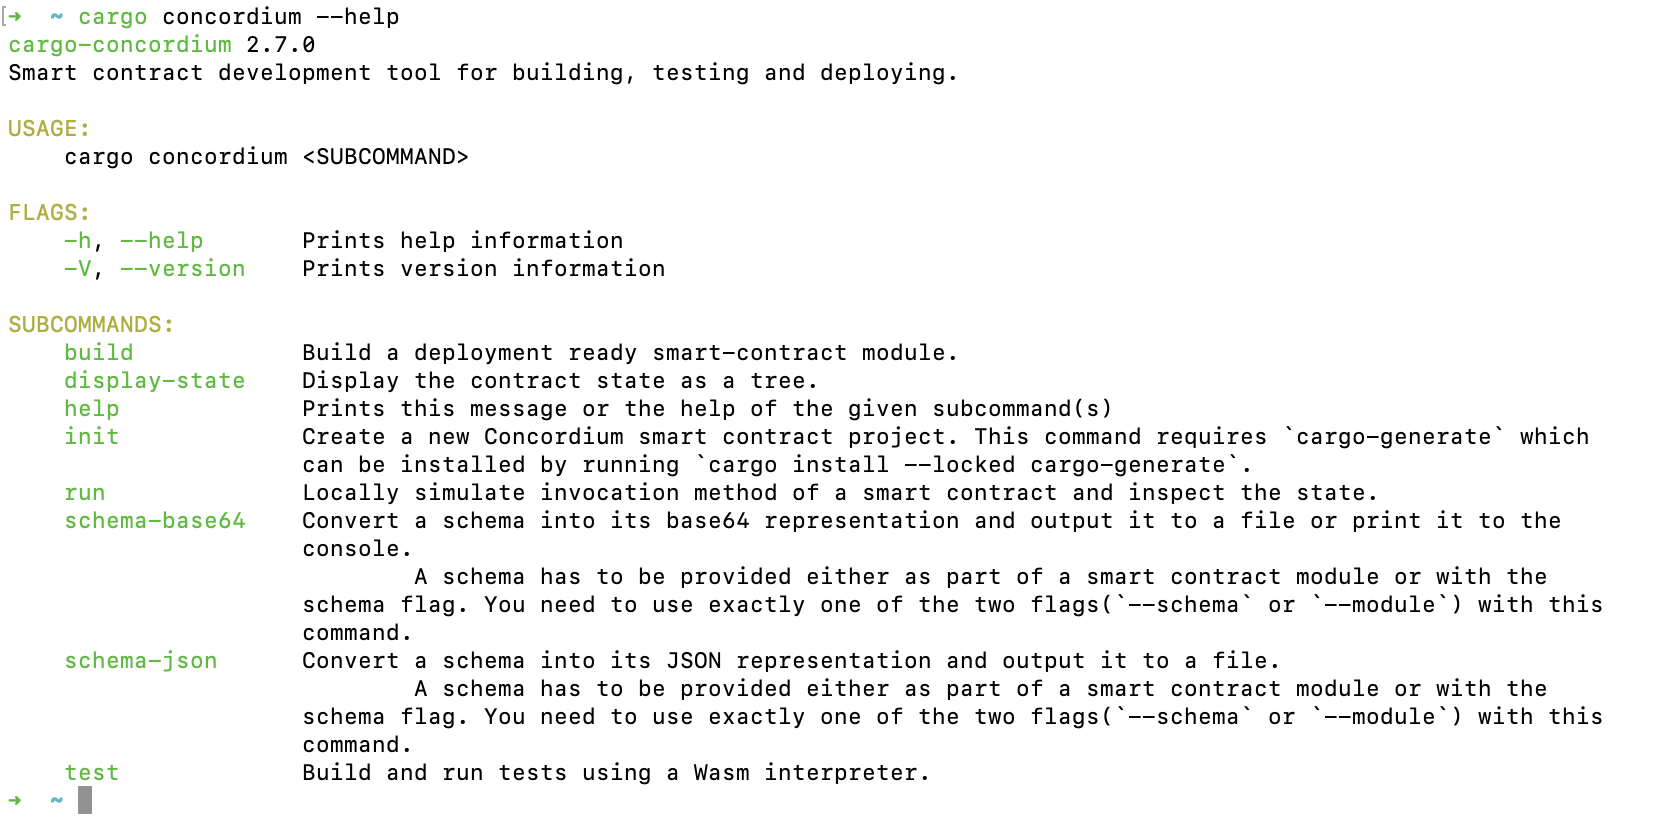 ➜  ~ cargo concordium --help
cargo-concordium 2.7.0
Smart contract development tool for building, testing and deploying.

USAGE:
    cargo concordium <SUBCOMMAND>

FLAGS:
    -h, --help       Prints help information
    -V, --version    Prints version information

SUBCOMMANDS:
    build            Build a deployment ready smart-contract module.
    display-state    Display the contract state as a tree.
    help             Prints this message or the help of the given subcommand(s)
    init             Create a new Concordium smart contract project. This command requires `cargo-generate` which
                     can be installed by running `cargo install --locked cargo-generate`.
    run              Locally simulate invocation method of a smart contract and inspect the state.
    schema-base64    Convert a schema into its base64 representation and output it to a file or print it to the
                     console.
                             A schema has to be provided either as part of a smart contract module or with the
                     schema flag. You need to use exactly one of the two flags(`--schema` or `--module`) with this
                     command.
    schema-json      Convert a schema into its JSON representation and output it to a file.
                             A schema has to be provided either as part of a smart contract module or with the
                     schema flag. You need to use exactly one of the two flags(`--schema` or `--module`) with this
                     command.
    test             Build and run tests using a Wasm interpreter.
➜  ~